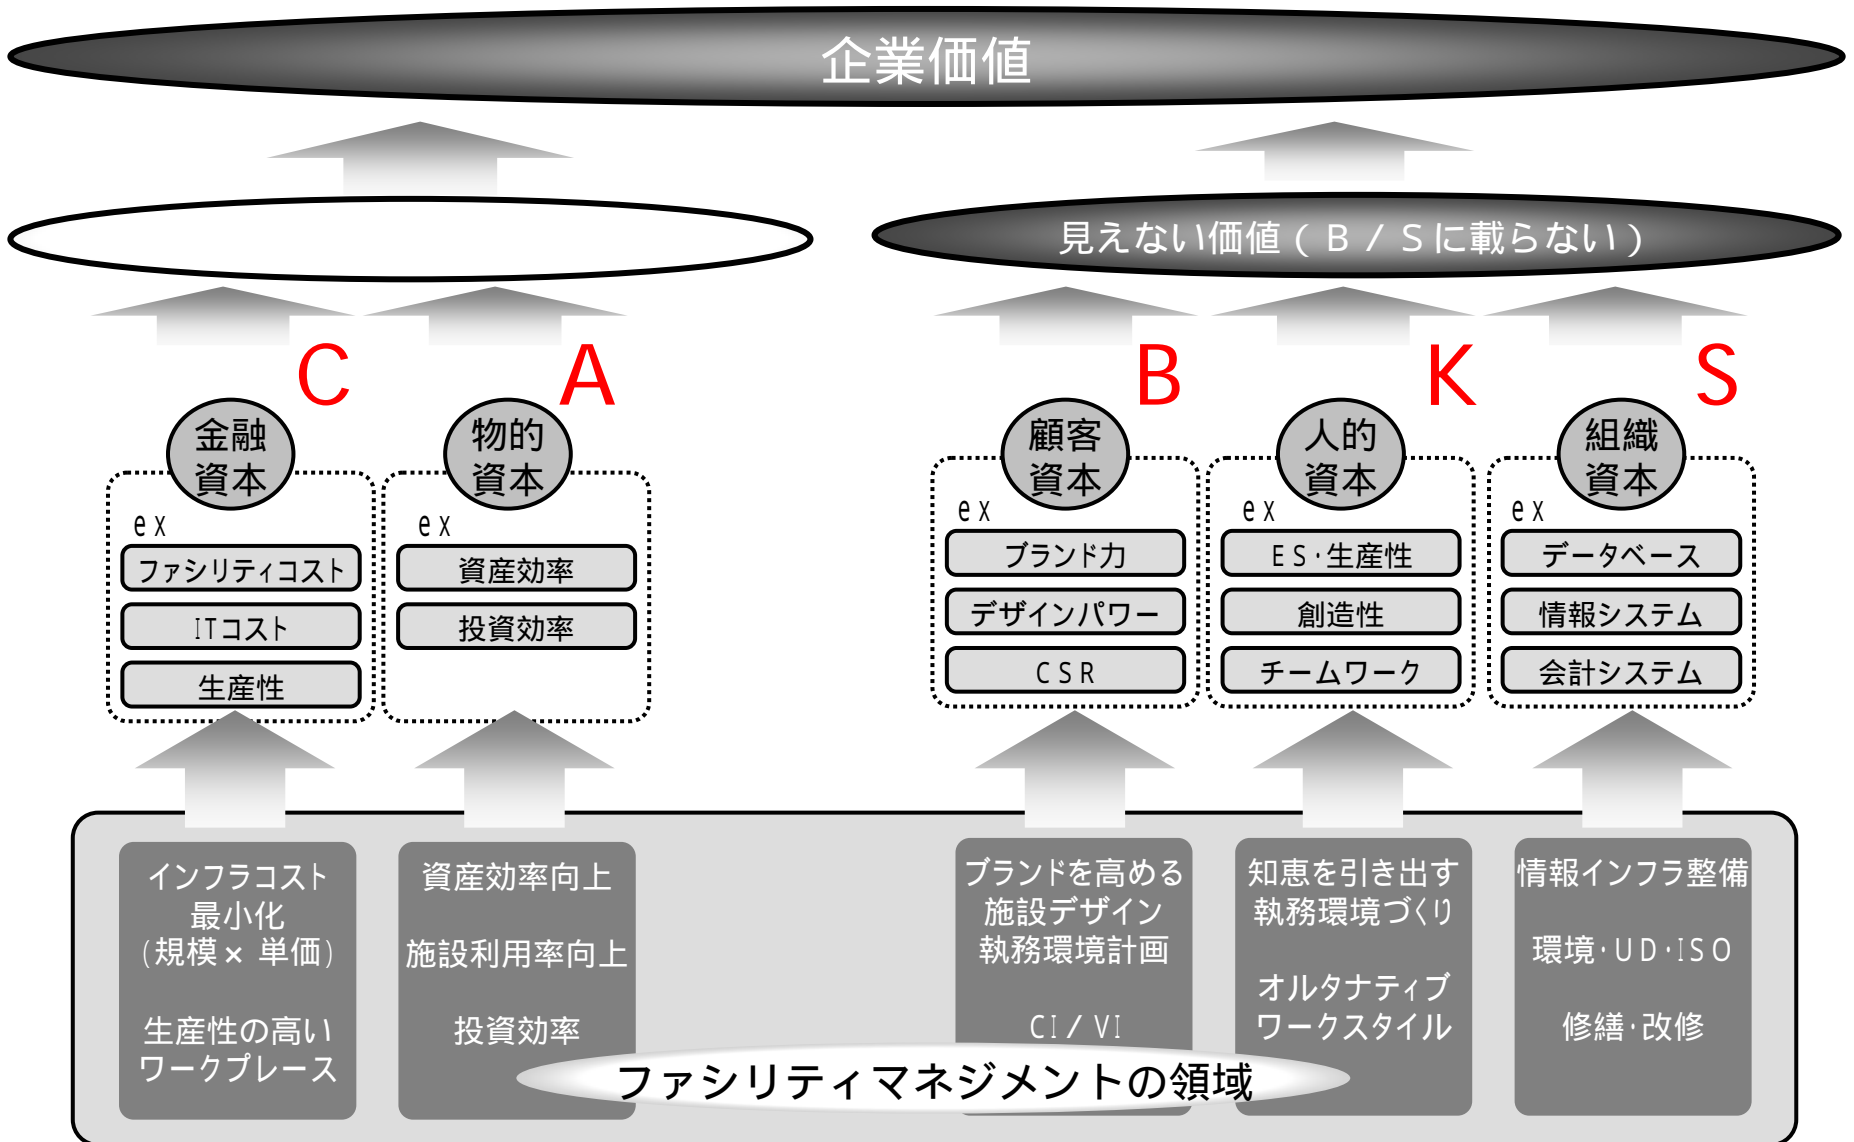 企業価値
見えない価値（B／Sに載らない）
C
A
B
K
S
金融
資本
物的
資本
顧客
資本
人的
資本
組織
資本
ex
ファシリティコスト
ITコスト
生産性
ex
資産効率
投資効率
ex
ブランド力
デザインパワー
CSR
ex
ES・生産性
創造性
チームワーク
ex
データベース
情報システム
会計システム
インフラコスト
最小化
(規模×単価)
生産性の高い
ワークプレース
資産効率向上
施設利用率向上
投資効率
ブランドを高める
施設デザイン
執務環境計画
CI／VI
知恵を引き出す
執務環境づくり
オルタナティブ
ワークスタイル
情報インフラ整備
環境・UD・ISO
修繕・改修
ファシリティマネジメントの領域